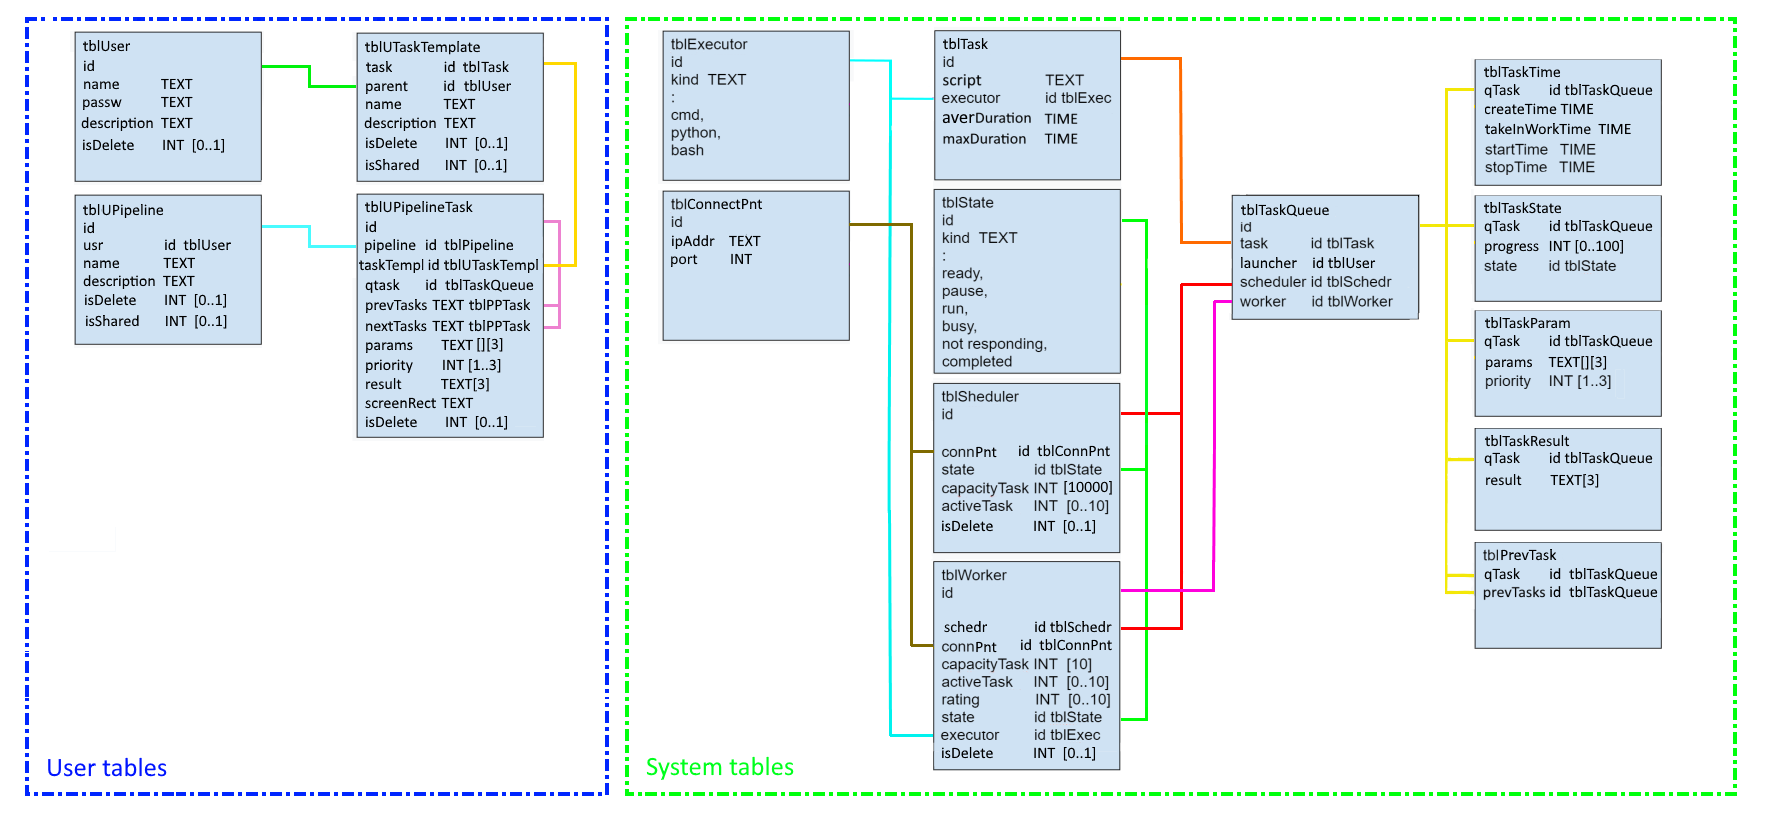 tblUser
id
name TEXT
passw TEXT
description TEXT
isDelete INT [0..1]
tblUTaskTemplate
task id tblTask
parent id tblUser
name TEXT
description TEXT
isDelete INT [0..1]
isShared INT [0..1]
tblUPipeline
id
usr id tblUser
name TEXT
description TEXT
isDelete INT [0..1]
isShared INT [0..1]
tblUPipelineTask
id
pipeline id tblPipeline
taskTempl id tblUTaskTempl
qtask id tblTaskQueue
prevTasks TEXT tblPPTask
nextTasks TEXT tblPPTask
params TEXT [][3]
priority INT [1..3]
result TEXT[3]
screenRect TEXT
isDelete INT [0..1]
User tables
tblExecutor
id
kind TEXT
:
cmd,
python,
bash
tblConnectPnt
id
ipAddr TEXT
port INT
tblTask
id
script TEXT
executor id tblExec
averDuration TIME
maxDuration TIME
tblState
id
kind TEXT
:
ready,
pause,
run,
busy,
not responding,
completed
tblSheduler
id
connPnt id tblConnPnt
state id tblState
capacityTask INT [10000]
activeTask INT [0..10]
isDelete INT [0..1]
tblWorker
id
schedr id tblSchedr
connPnt id tblConnPnt
capacityTask INT [10]
activeTask INT [0..10]
rating INT [0..10]
state id tblState
executor id tblExec
isDelete INT [0..1]
tblTaskQueue
id
task id tblTask
launcher id tblUser
scheduler id tblSchedr
worker id tblWorker
tblTaskTime
qTask id tblTaskQueue
createTime TIME
takeInWorkTime TIME
startTime TIME
stopTime TIME
tblTaskState
qTask id tblTaskQueue
progress INT [0..100]
state id tblState
tblTaskParam
qTask id tblTaskQueue
params TEXT[][3]
priority INT [1..3]
tblTaskResult
qTask id tblTaskQueue
result TEXT[3]
tblPrevTask
qTask id tblTaskQueue
prevTasks id tblTaskQueue
System tables